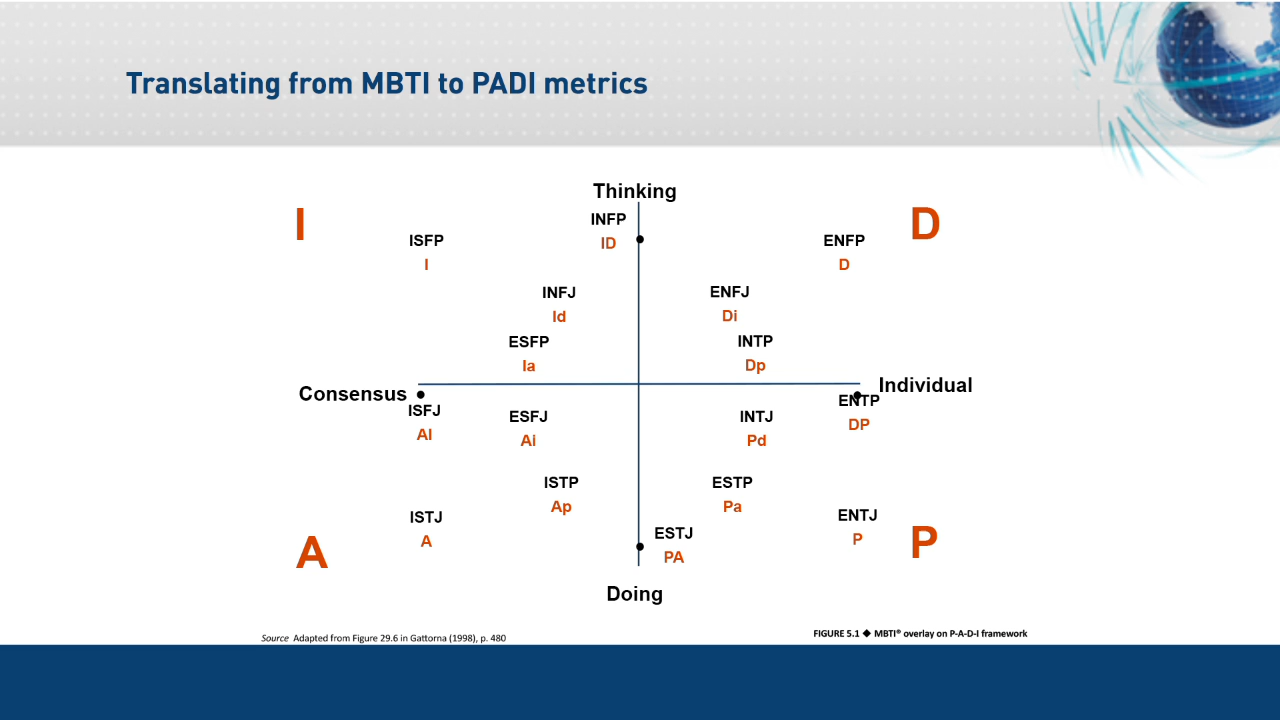 Translating from MBTI to PADI metrics
Thinking
I
D
INFP
ID
ISFP
I
ENFP
D
INFJ
Id
ENFJ
Di
ESFP
Ia
INTP
Dp
Consensus
Individual
ISFJ
AI
ESFJ
Ai
INTJ
Pd
ENTP
DP
ISTP
Ap
ESTP
Pa
ISTJ
A
ESTJ
PA
ENTJ
P
A
P
Doing
Source Adapted from Figure 29.6 in Gattorna (1998), p. 480
FIGURE 5.1 ◆ MBTI® overlay on P-A-D-I framework